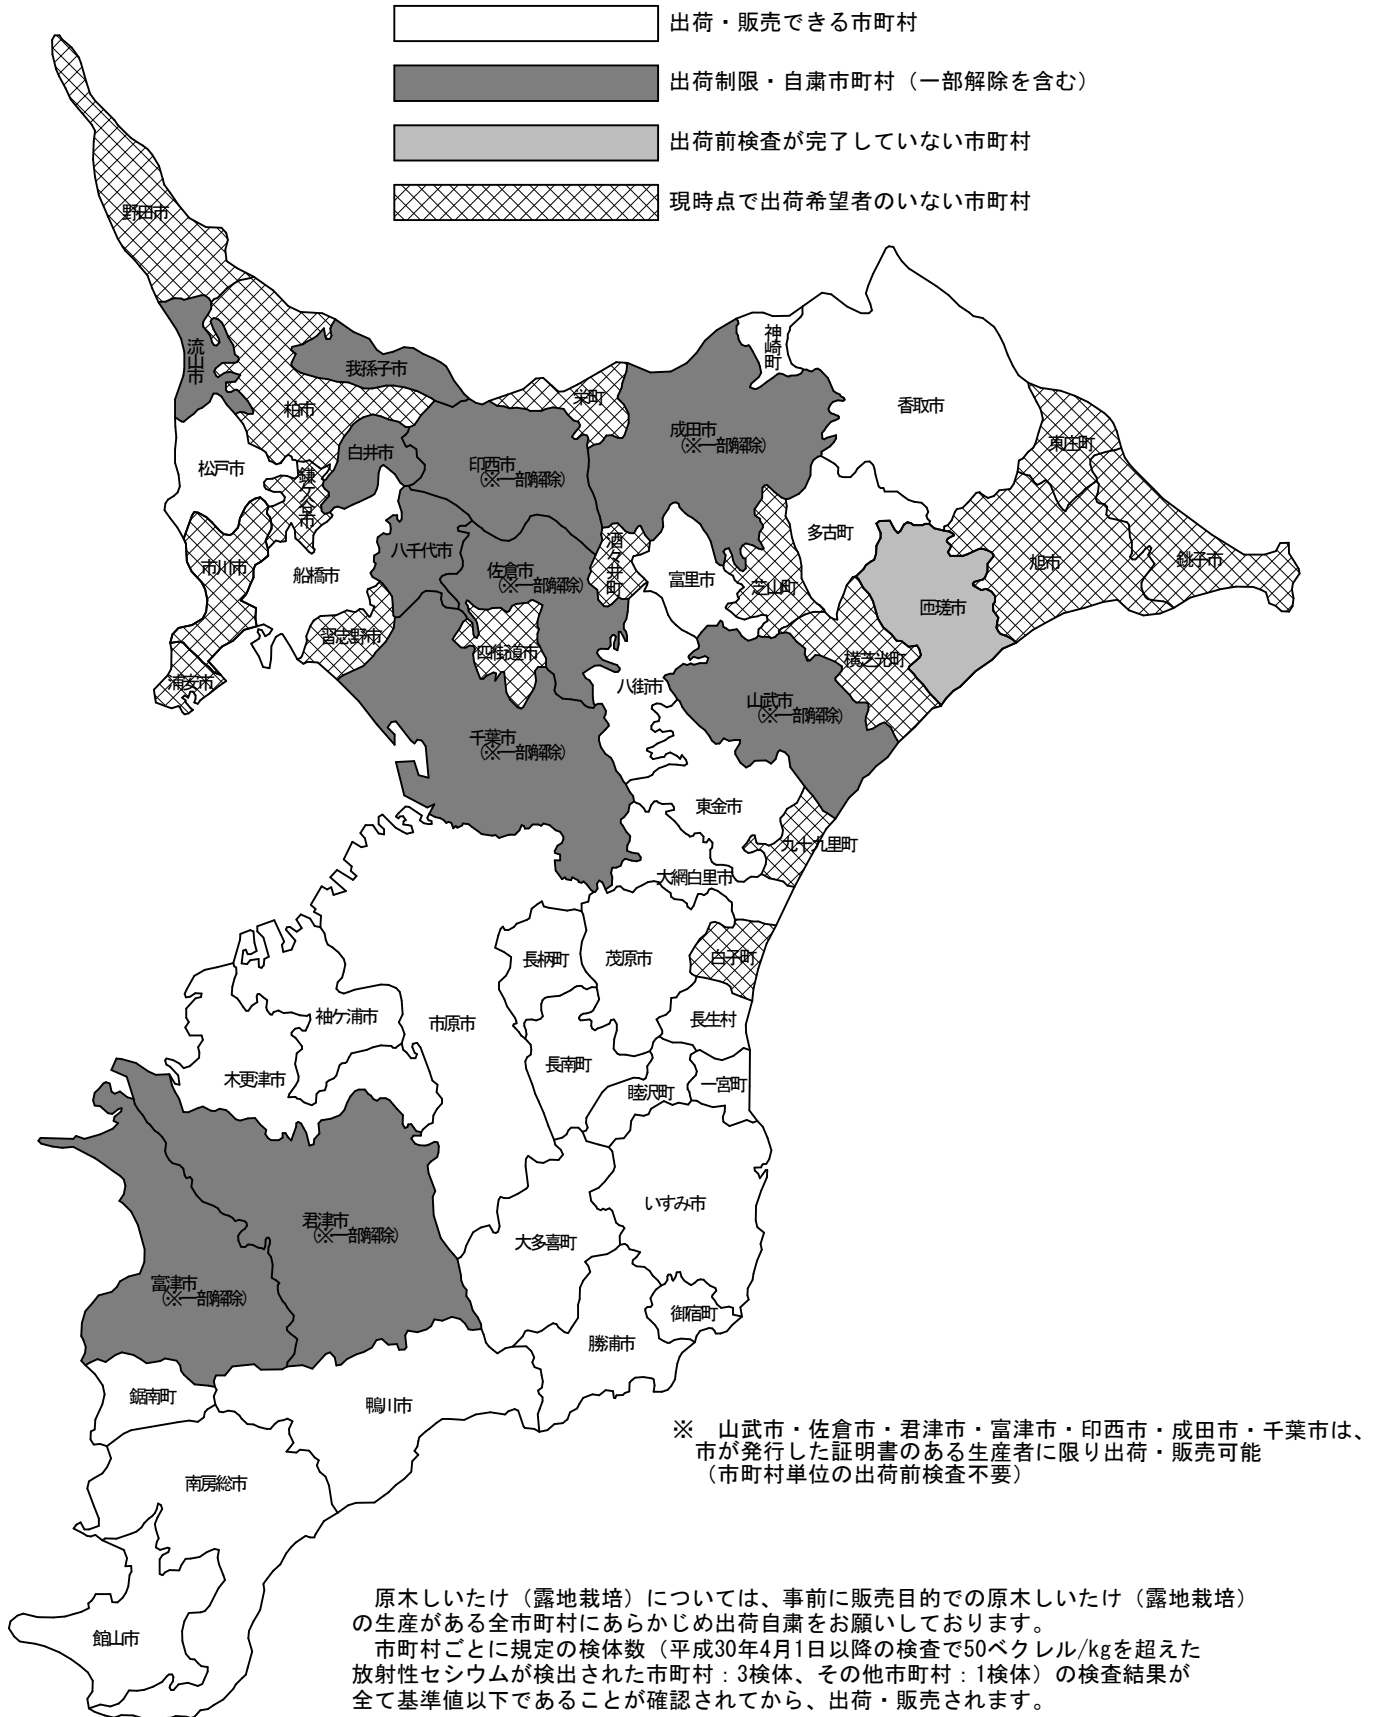 出荷・販売できる市町村
出荷制限・自粛市町村（一部解除を含む）
出荷前検査が完了していない市町村
現時点で出荷希望者のいない市町村
野田市
流山市
我孫子市
柏市
松戸市
鎌ケ谷市
白井市
印西市
(※一部解除)
栄町
成田市
(※一部解除)
神崎町
香取市
東庄町
銚子市
旭市
匝瑳市
多古町
芝山町
横芝光町
富里市
酒々井町
佐倉市
(※一部解除)
八千代市
船橋市
市川市
浦安市
習志野市
四街道市
千葉市
(※一部解除)
八街市
山武市
(※一部解除)
東金市
九十九里町
大網白里市
白子町
茂原市
長柄町
長生村
長南町
睦沢町
一宮町
市原市
袖ケ浦市
木更津市
君津市
(※一部解除)
富津市
(※一部解除)
いすみ市
大多喜町
御宿町
勝浦市
鋸南町
鴨川市
南房総市
館山市
※　山武市・佐倉市・君津市・富津市・印西市・成田市・千葉市は、
市が発行した証明書のある生産者に限り出荷・販売可能
（市町村単位の出荷前検査不要）
原木しいたけ（露地栽培）については、事前に販売目的での原木しいたけ（露地栽培）
の生産がある全市町村にあらかじめ出荷自粛をお願いしております。
市町村ごとに規定の検体数（平成30年4月1日以降の検査で50ベクレル/kgを超えた
放射性セシウムが検出された市町村：3検体、その他市町村：1検体）の検査結果が
全て基準値以下であることが確認されてから、出荷・販売されます。